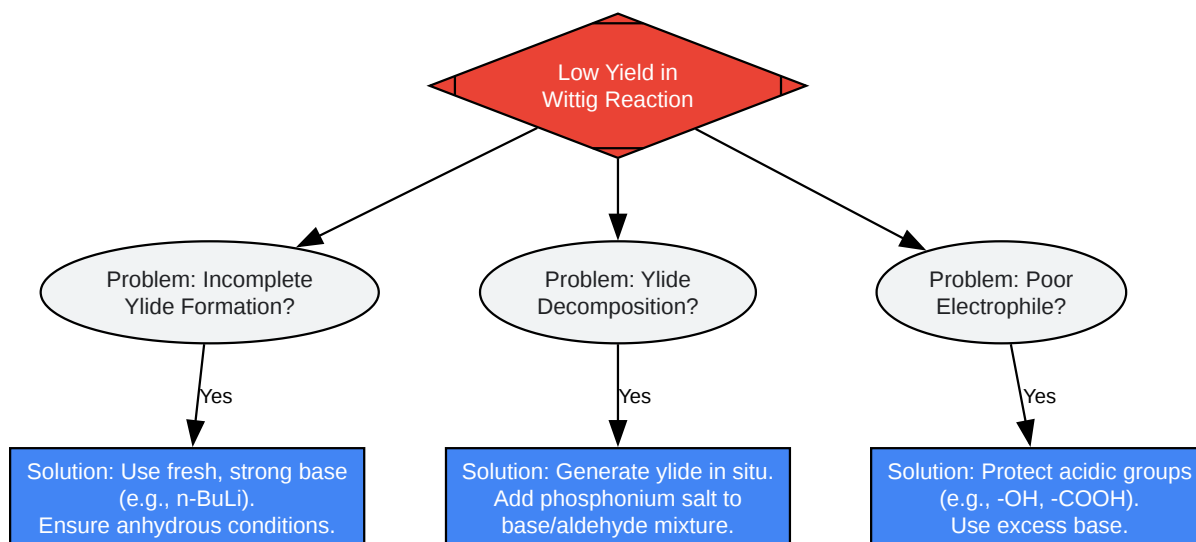 Low Yield in
Wittig Reaction
Problem: Incomplete
Ylide Formation?
Problem: Ylide
Decomposition?
Problem: Poor
Electrophile?
Yes
Yes
Yes
Solution: Use fresh, strong base
(e.g., n-BuLi).
Ensure anhydrous conditions.
Solution: Generate ylide in situ.
Add phosphonium salt to
base/aldehyde mixture.
Solution: Protect acidic groups
(e.g., -OH, -COOH).
Use excess base.